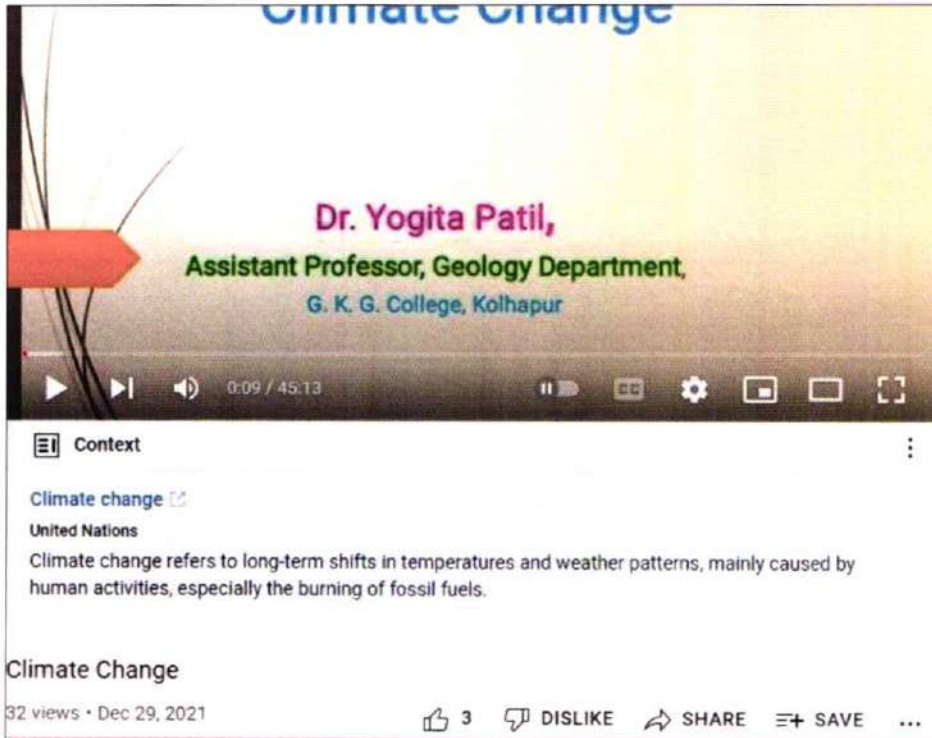 Climate Change
Dr. Yogita Patil,
Assistant Professor, Geology Department,
G. K. G. College, Kolhapur
0:09 / 45:13
CC
Context
Climate change
United Nations
Climate change refers to long-term shifts in temperatures and weather patterns, mainly caused by
human activities, especially the burning of fossil fuels.
Climate Change
32 views • Dec 29, 2021
3 DISLIKE SHARE SAVE ...